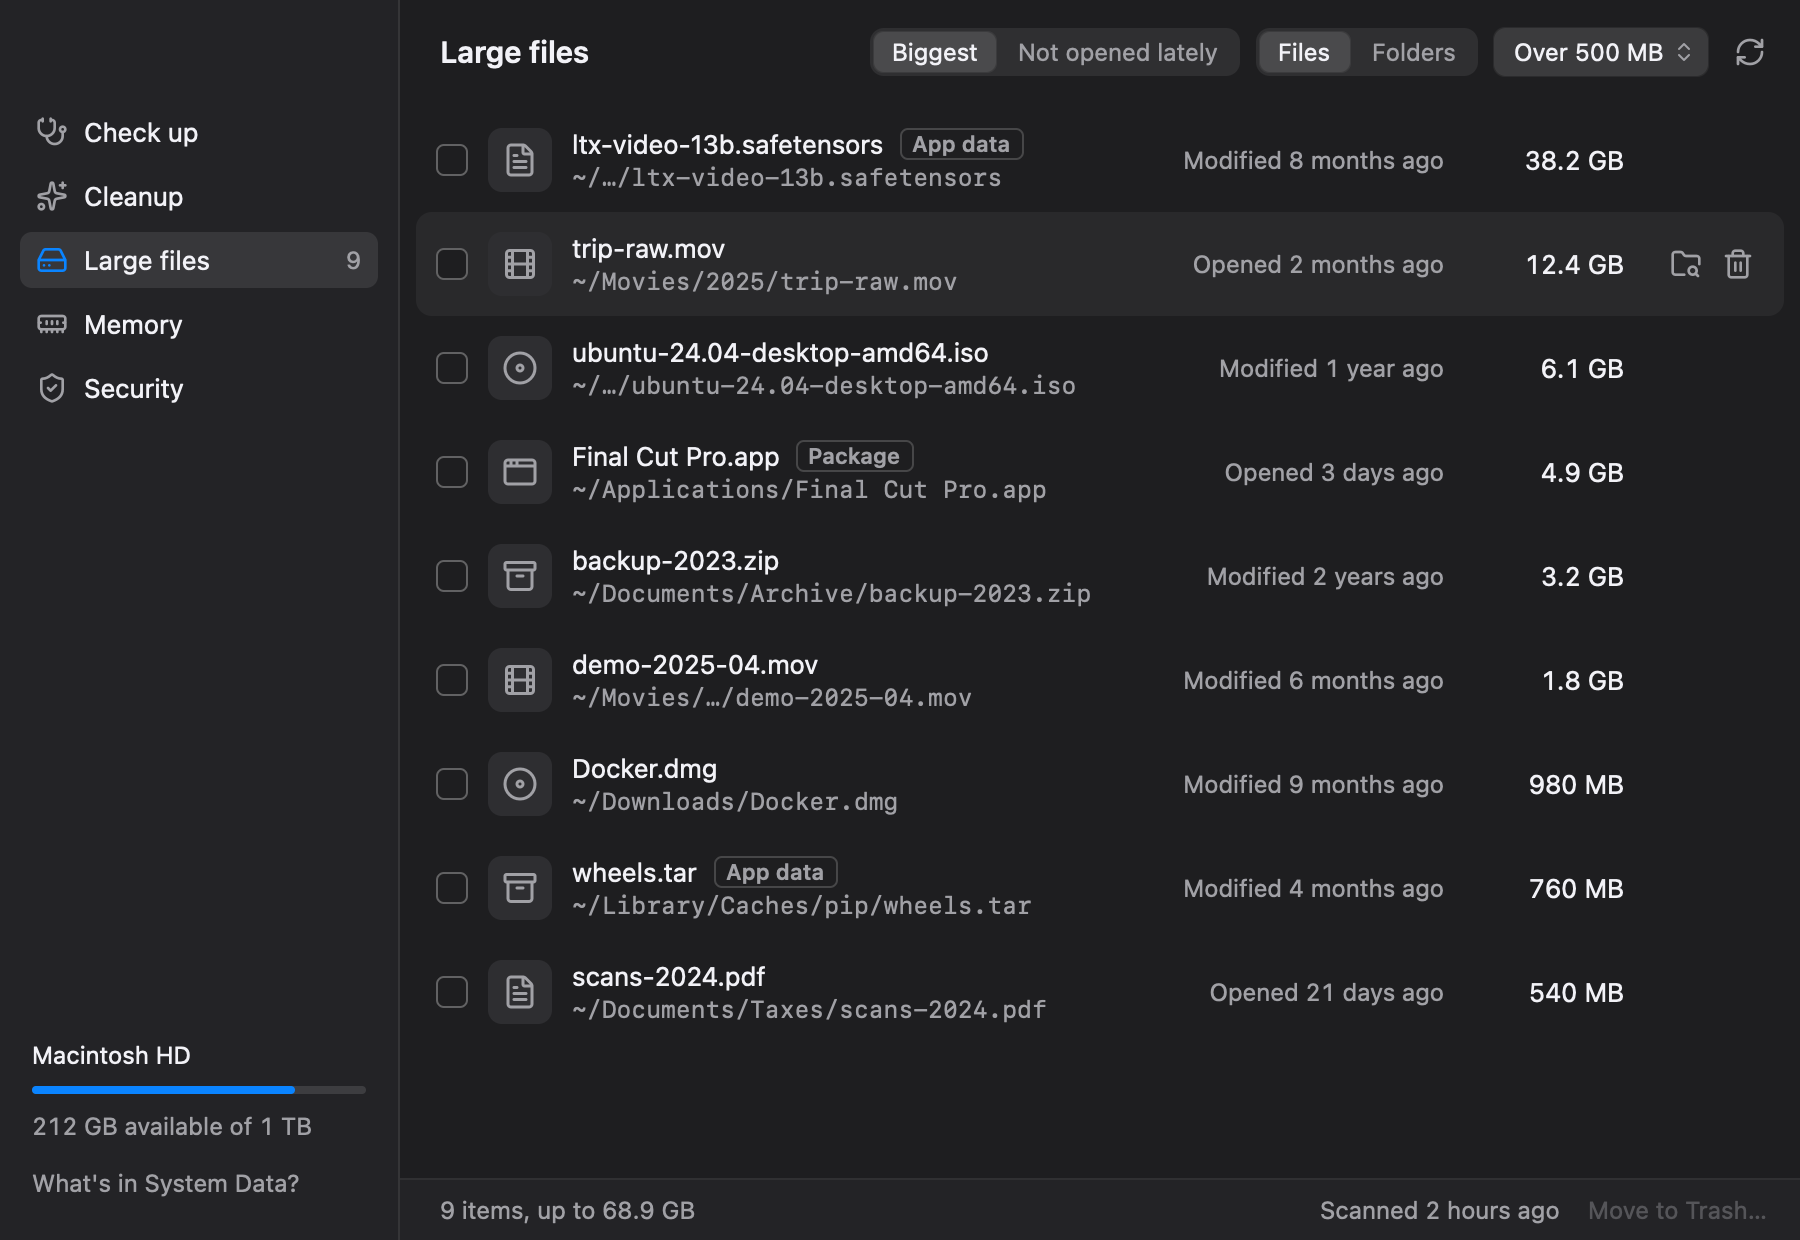 Large files
Biggest
Not opened lately
Files
Folders
Over 500 MB
Check up
Cleanup
Large files 9
Memory
Security
ltx-video-13b.safetensors App data
~/…/ltx-video-13b.safetensors
Modified 8 months ago
38.2 GB
trip-raw.mov
~/Movies/2025/trip-raw.mov
Opened 2 months ago
12.4 GB
ubuntu-24.04-desktop-amd64.iso
~/…/ubuntu-24.04-desktop-amd64.iso
Modified 1 year ago
6.1 GB
Final Cut Pro.app Package
~/Applications/Final Cut Pro.app
Opened 3 days ago
4.9 GB
backup-2023.zip
~/Documents/Archive/backup-2023.zip
Modified 2 years ago
3.2 GB
demo-2025-04.mov
~/Movies/…/demo-2025-04.mov
Modified 6 months ago
1.8 GB
Docker.dmg
~/Downloads/Docker.dmg
Modified 9 months ago
980 MB
wheels.tar App data
~/Library/Caches/pip/wheels.tar
Modified 4 months ago
760 MB
scans-2024.pdf
~/Documents/Taxes/scans-2024.pdf
Opened 21 days ago
540 MB
Macintosh HD
212 GB available of 1 TB
What's in System Data?
9 items, up to 68.9 GB
Scanned 2 hours ago
Move to Trash…